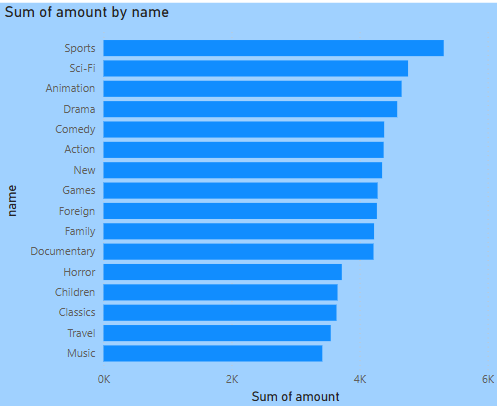 Sum of amount by name
Sports
Sci-Fi
Animation
Drama
Comedy
Action
New
Games
Foreign
Family
Documentary
Horror
Children
Classics
Travel
Music
name
0K 2K 4K 6K
Sum of amount